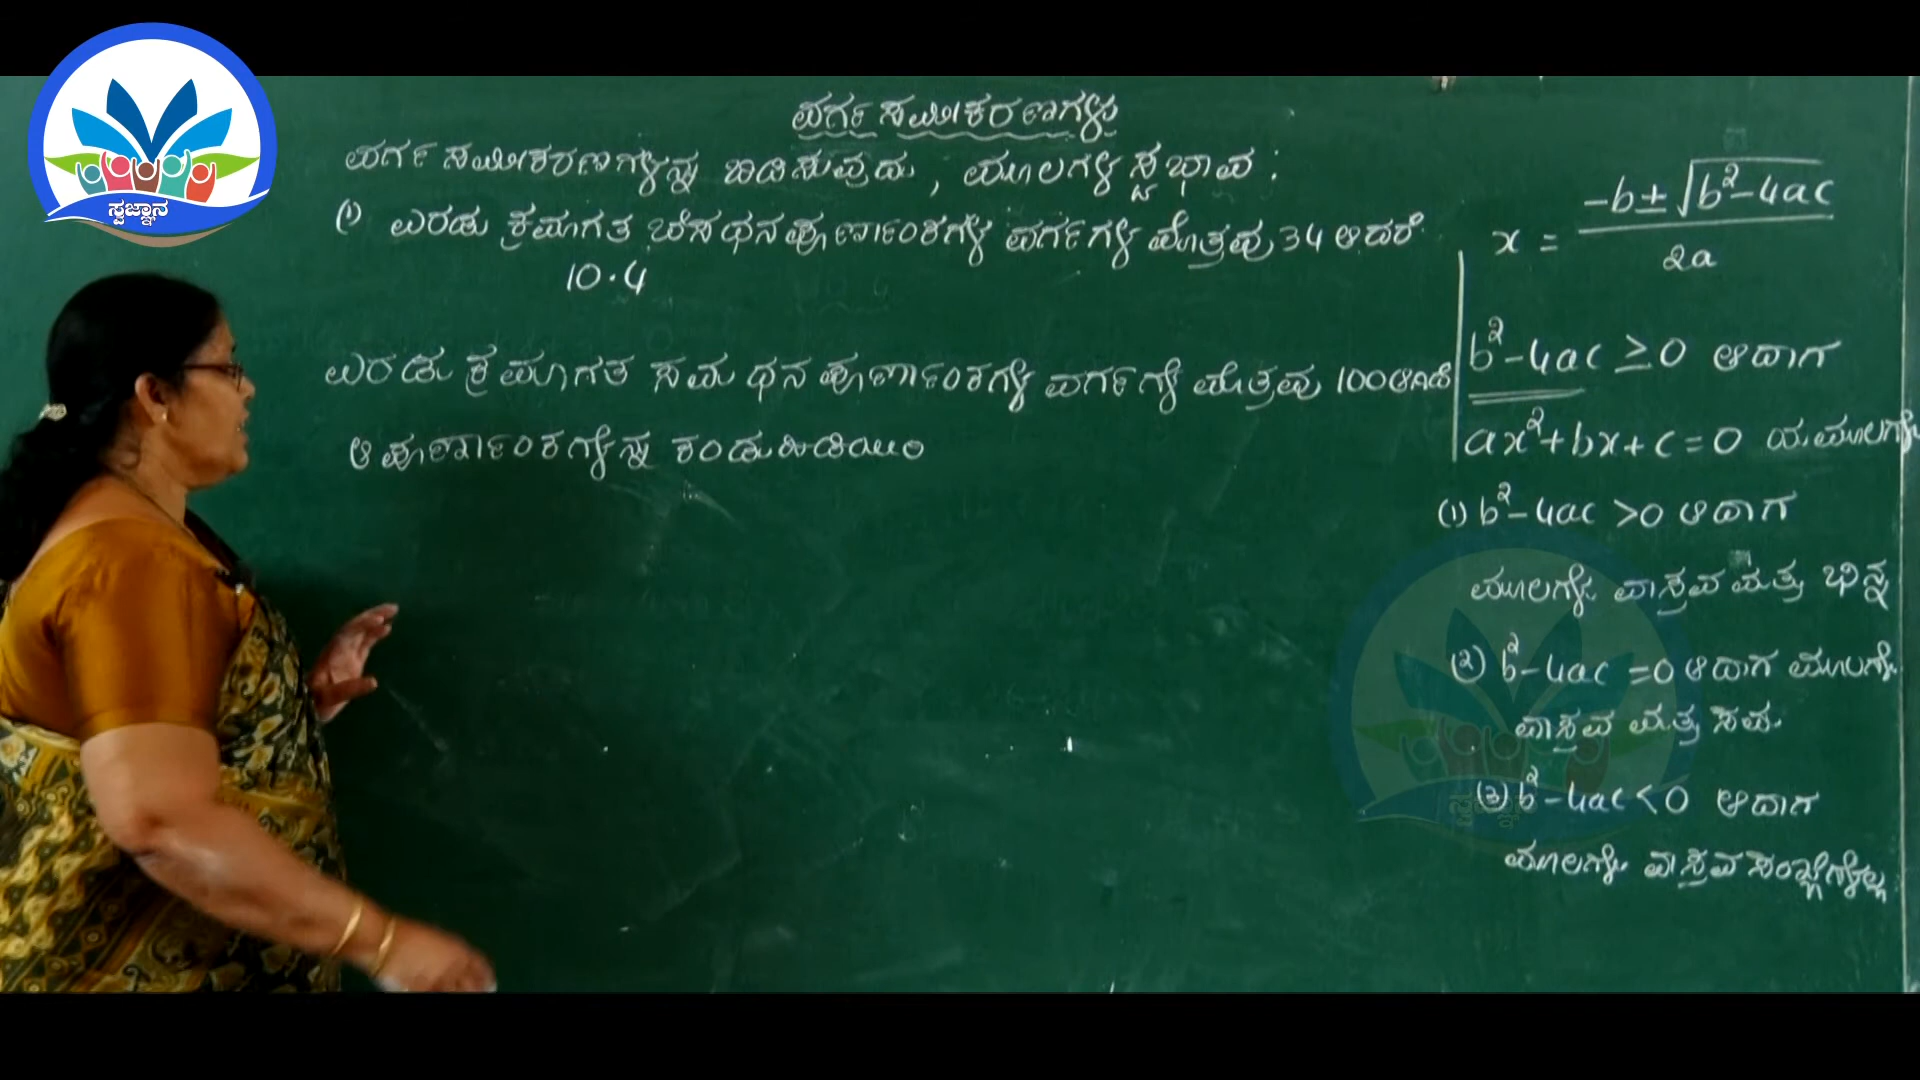 ಸ್ವಜ್ಞಾನ
ವರ್ಗ ಸಮೀಕರಣಗಳು
ವರ್ಗ ಸಮೀಕರಣಗಳನ್ನು ಬಿಡಿಸುವುದು, ಮೂಲಗಳ ಸ್ವಭಾವ :
(1) ಎರಡು ಕ್ರಮಾಗತ ಬೆಸ ಧನ ಪೂರ್ಣಾಂಕಗಳ ವರ್ಗಗಳ ಮೊತ್ತವು 34 ಆದರೆ
10.4
ಎರಡು ಕ್ರಮಾಗತ ಸಮ ಧನ ಪೂರ್ಣಾಂಕಗಳ ವರ್ಗಗಳ ಮೊತ್ತವು 100 ಆಗಿದೆ
ಆ ಪೂರ್ಣಾಂಕಗಳನ್ನು ಕಂಡುಹಿಡಿಯಿರಿ
x = (-b ± √(b²-4ac)) / 2a
b²-4ac ≥ 0 ಆದಾಗ
ax²+bx+c=0 ಯ ಮೂಲಗಳು
(1) b²-4ac >0 ಆದಾಗ
ಮೂಲಗಳು ವಾಸ್ತವ ಮತ್ತು ಭಿನ್ನ
(2) b²-4ac =0 ಆದಾಗ ಮೂಲಗಳು
ವಾಸ್ತವ ಮತ್ತು ಸಮ.
(3) b²-4ac<0 ಆದಾಗ
ಮೂಲಗಳು ವಾಸ್ತವ ಸಂಖ್ಯೆಗಳಲ್ಲ